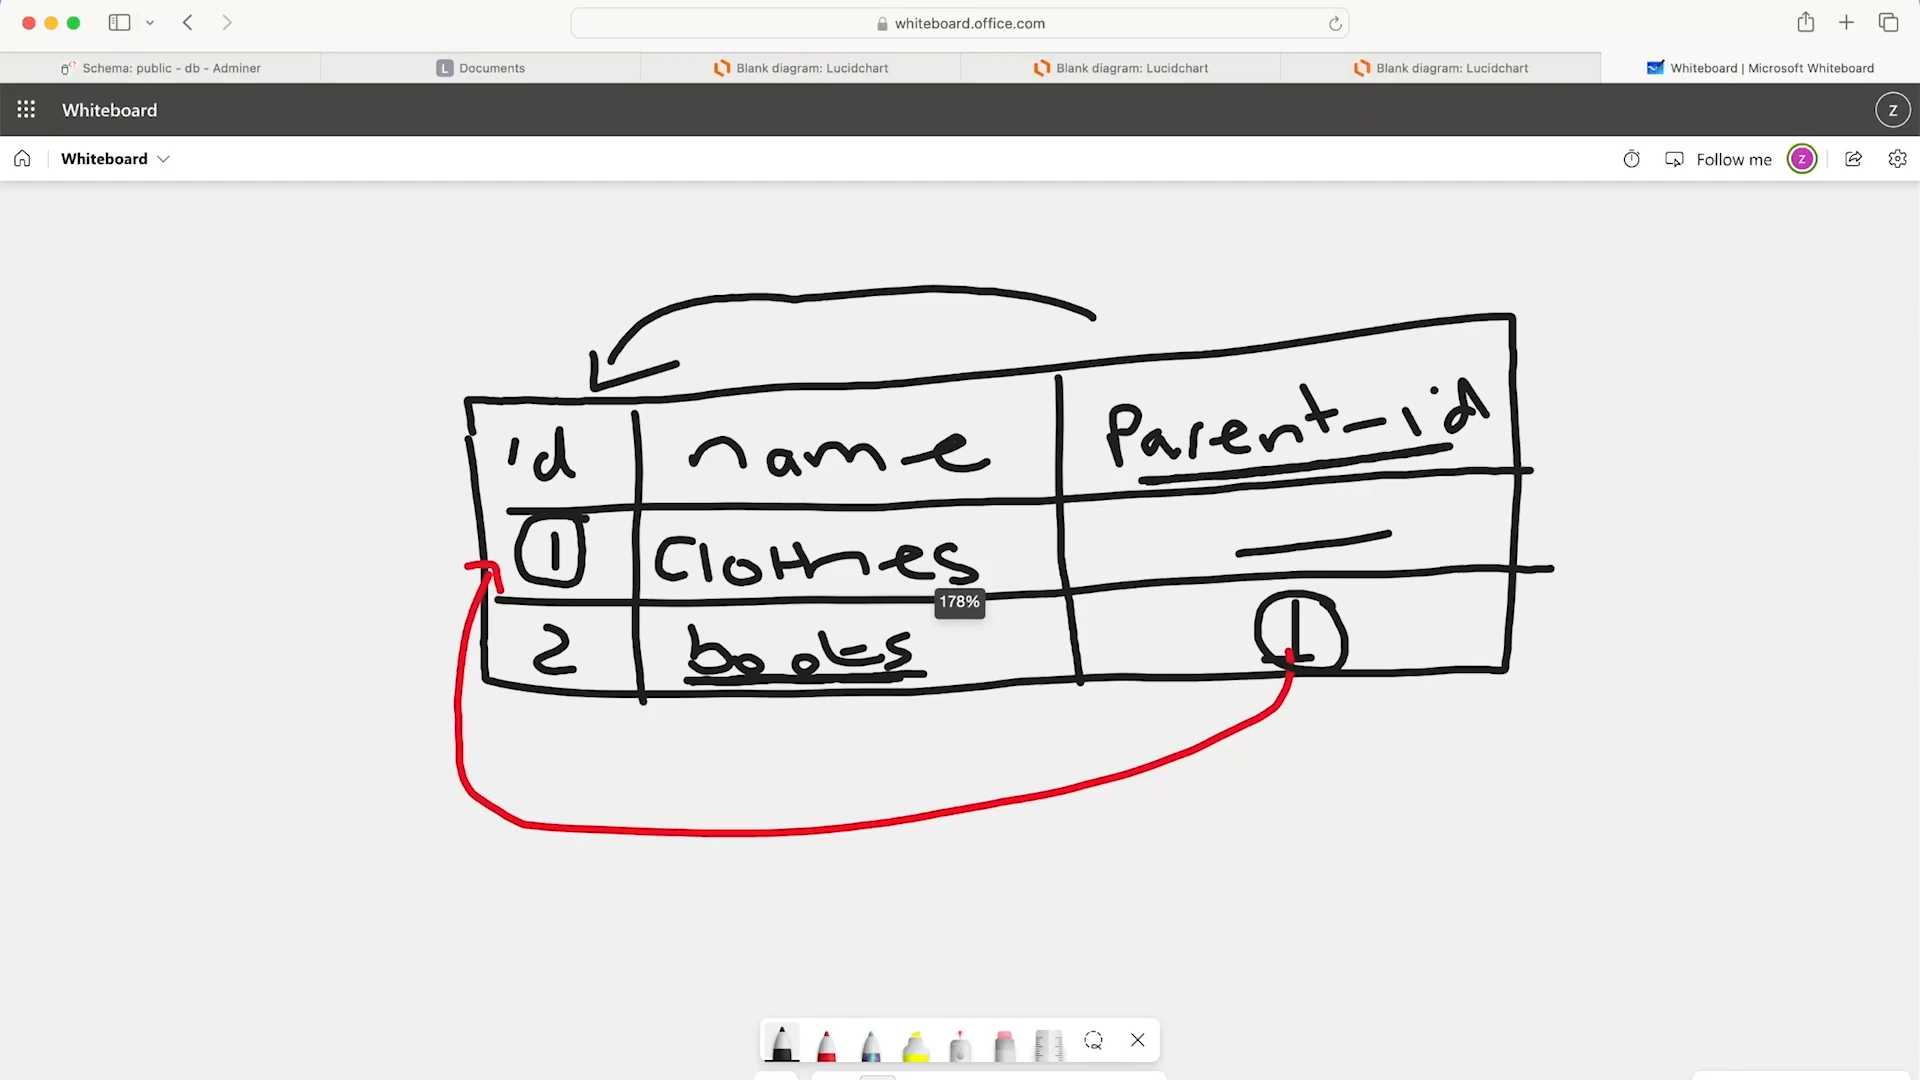 whiteboard.office.com
Schema: public - db - Adminer
L Documents
Blank diagram: Lucidchart
Blank diagram: Lucidchart
Blank diagram: Lucidchart
Whiteboard | Microsoft Whiteboard
Whiteboard
Z
Whiteboard
Follow me
Z
id name Parent_id
1 Clothes —
178%
2 books 1